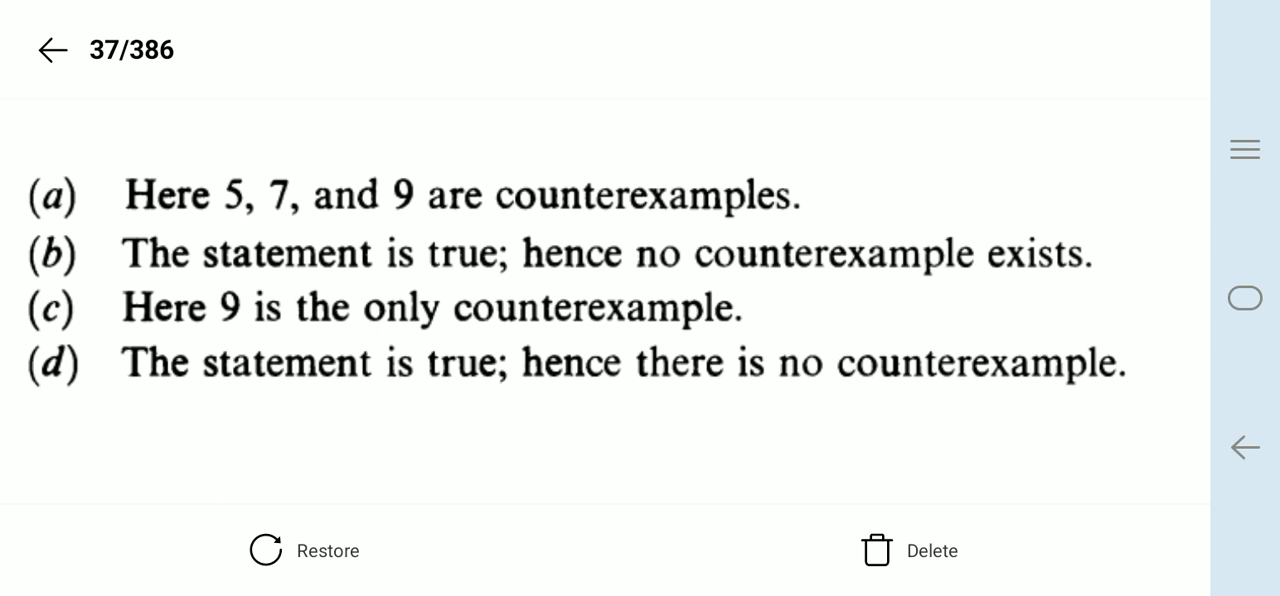 37/386
(a) Here 5, 7, and 9 are counterexamples.
(b) The statement is true; hence no counterexample exists.
(c) Here 9 is the only counterexample.
(d) The statement is true; hence there is no counterexample.
Restore
Delete